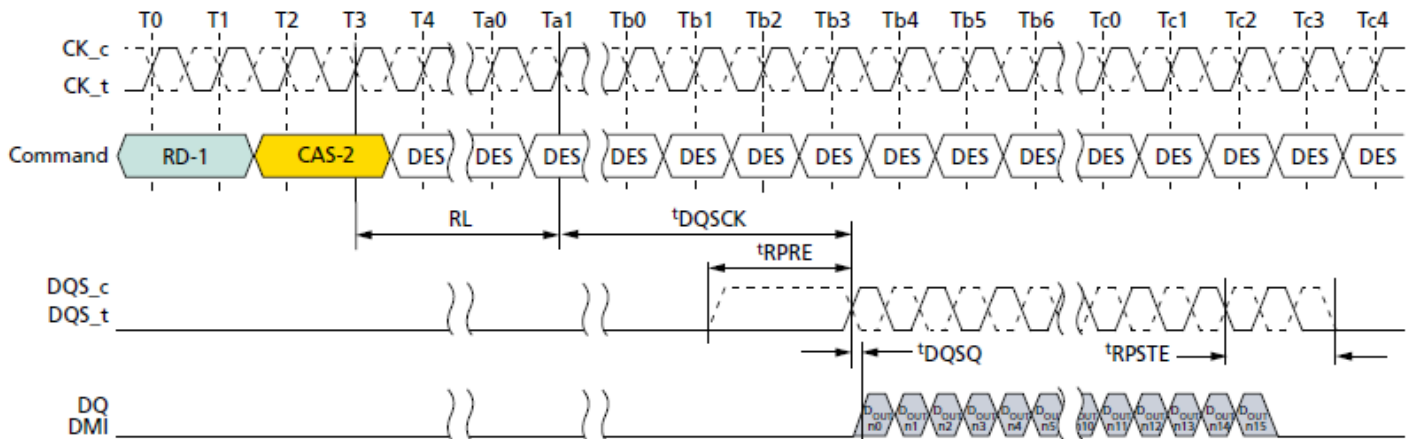 T0 T1 T2 T3 T4 Ta0 Ta1 Tb0 Tb1 Tb2 Tb3 Tb4 Tb5 Tb6 Tc0 Tc1 Tc2 Tc3 Tc4
CK_c
CK_t
Command RD-1 CAS-2 DES DES DES DES DES DES DES DES DES DES DES DES DES DES DES
RL tDQSCK
tRPRE
DQS_c
DQS_t
tDQSQ tRPSTE
DQ
DMI
DOUT n0 DOUT n1 DOUT n2 DOUT n3 DOUT n4 DOUT n5 DOUT n10 DOUT n11 DOUT n12 DOUT n13 DOUT n14 DOUT n15